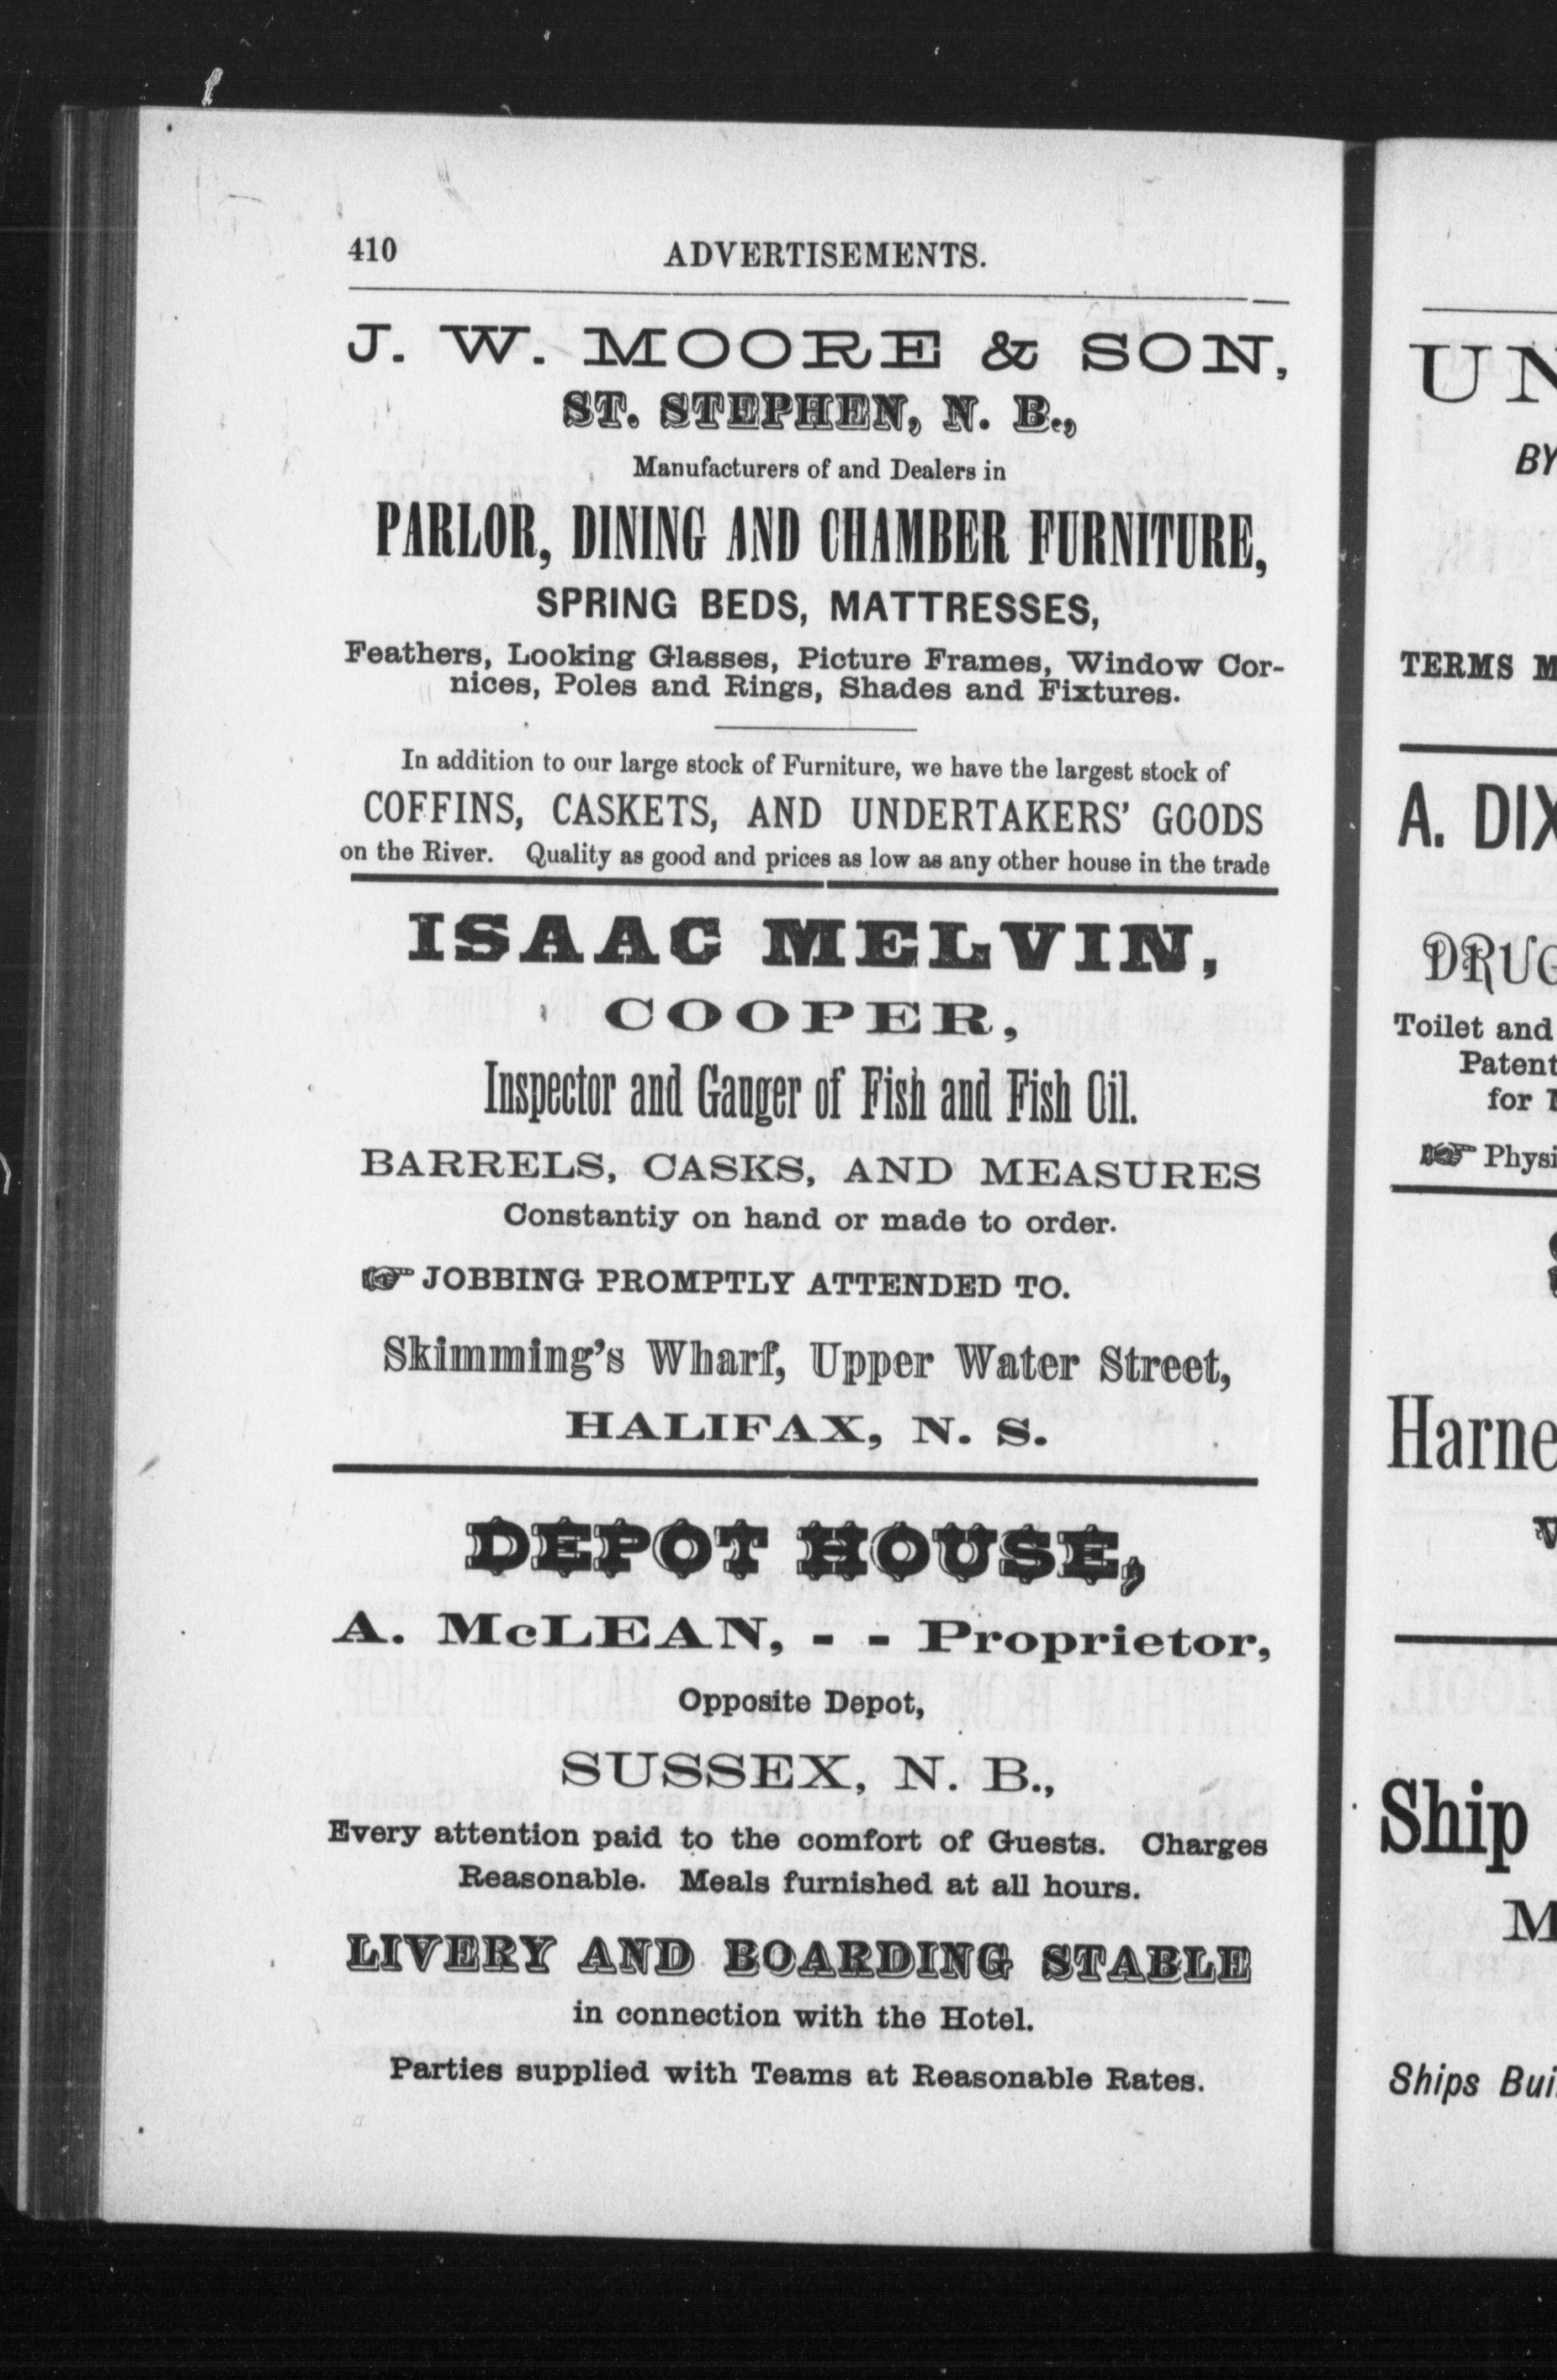 410 ADVERTISEMENTS.
J. W. MOORE & SON,
ST. STEPHEN, N. B.,
Manufacturers of and Dealers in
PARLOR, DINING AND CHAMBER FURNITURE,
SPRING BEDS, MATTRESSES,
Feathers, Looking Glasses, Picture Frames, Window Cor-
nices, Poles and Rings, Shades and Fixtures.
In addition to our large stock of Furniture, we have the largest stock of
COFFINS, CASKETS, AND UNDERTAKERS' GOODS
on the River. Quality as good and prices as low as any other house in the trade
ISAAC MELVIN,
COOPER,
Inspector and Ganger of Fish and Fish Oil.
BARRELS, CASKS, AND MEASURES
Constantiy on hand or made to order.
☞ JOBBING PROMPTLY ATTENDED TO.
Skimming's Wharf, Upper Water Street,
HALIFAX, N. S.
DEPOT HOUSE,
A. McLEAN, - - Proprietor,
Opposite Depot,
SUSSEX, N. B.,
Every attention paid to the comfort of Guests. Charges
Reasonable. Meals furnished at all hours.
LIVERY AND BOARDING STABLE
in connection with the Hotel.
Parties supplied with Teams at Reasonable Rates.
UN
BY
TERMS M
A. DIX
DRUG
Toilet and
Patent
for
☞ Physi
Harne
Ship
M
Ships Bui